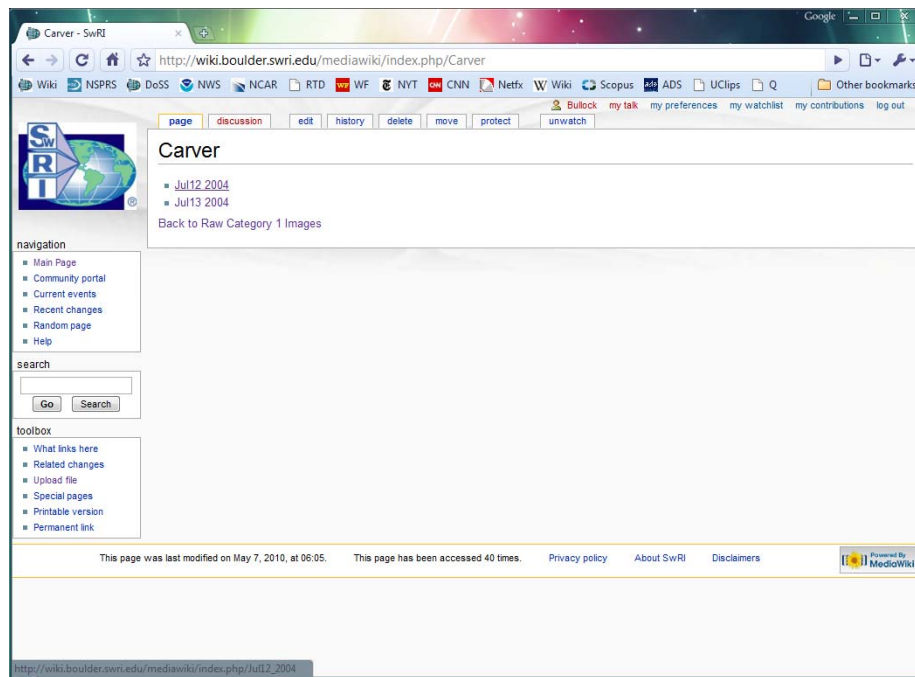 Google
Carver - SwRI
http://wiki.boulder.swri.edu/mediawiki/index.php/Carver
Wiki NSPRS DoSS NWS NCAR RTD WF NYT CNN Netfx Wiki Scopus ADS UClips Q Other bookmarks
Bullock my talk my preferences my watchlist my contributions log out
page discussion edit history delete move protect unwatch
SwRI
Carver
Jul12 2004
Jul13 2004
Back to Raw Category 1 Images
navigation
Main Page
Community portal
Current events
Recent changes
Random page
Help
search
Go Search
toolbox
What links here
Related changes
Upload file
Special pages
Printable version
Permanent link
This page was last modified on May 7, 2010, at 06:05. This page has been accessed 40 times. Privacy policy About SwRI Disclaimers
Powered By
MediaWiki
http://wiki.boulder.swri.edu/mediawiki/index.php/Jul12_2004